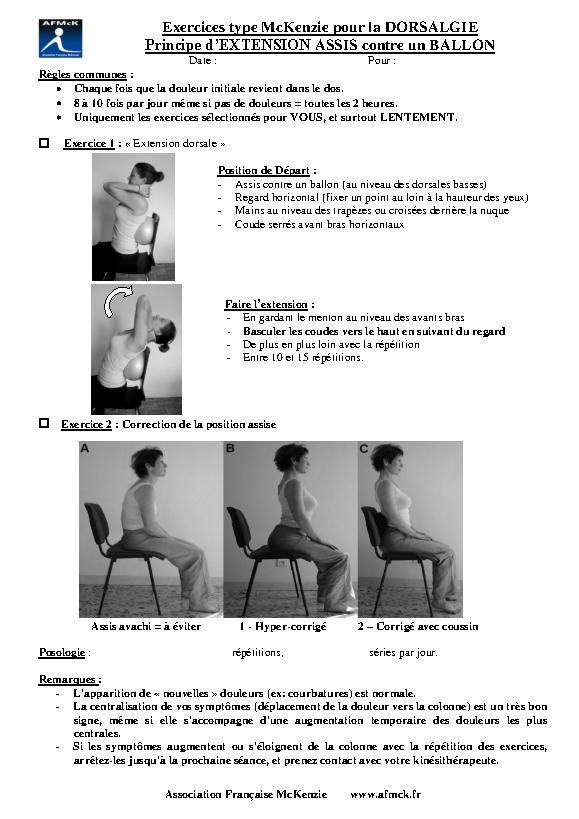 AFMcK
Association Française McKenzie
Exercices type McKenzie pour la DORSALGIE
Principe d'EXTENSION ASSIS contre un BALLON
Date : Pour :
Règles communes :
• Chaque fois que la douleur initiale revient dans le dos.
• 8 à 10 fois par jour même si pas de douleurs = toutes les 2 heures.
• Uniquement les exercices sélectionnés pour VOUS, et surtout LENTEMENT.
Exercice 1 : « Extension dorsale »
Position de Départ :
- Assis contre un ballon (au niveau des dorsales basses)
- Regard horizontal (fixer un point au loin à la hauteur des yeux)
- Mains au niveau des trapèzes ou croisées derrière la nuque
- Coude serrés avant bras horizontaux
Faire l'extension :
- En gardant le menton au niveau des avants bras
- Basculer les coudes vers le haut en suivant du regard
- De plus en plus loin avec la répétition
- Entre 10 et 15 répétitions.
Exercice 2 : Correction de la position assise
A B C
Assis avachi = à éviter 1 - Hyper-corrigé 2 – Corrigé avec coussin
Posologie : répétitions, séries par jour.
Remarques :
- L'apparition de « nouvelles » douleurs (ex: courbatures) est normale.
- La centralisation de vos symptômes (déplacement de la douleur vers la colonne) est un très bon
signe, même si elle s'accompagne d'une augmentation temporaire des douleurs les plus
centrales.
- Si les symptômes augmentent ou s'éloignent de la colonne avec la répétition des exercices,
arrêtez-les jusqu'à la prochaine séance, et prenez contact avec votre kinésithérapeute.
Association Française McKenzie www.afmck.fr